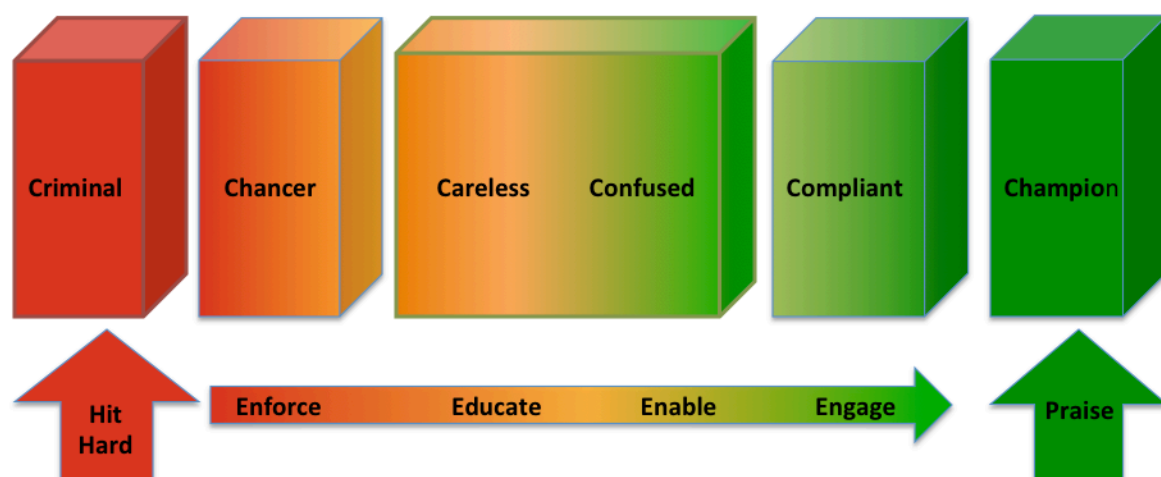 Criminal
Chancer
Careless
Confused
Compliant
Champion
Hit
Hard
Enforce
Educate
Enable
Engage
Praise